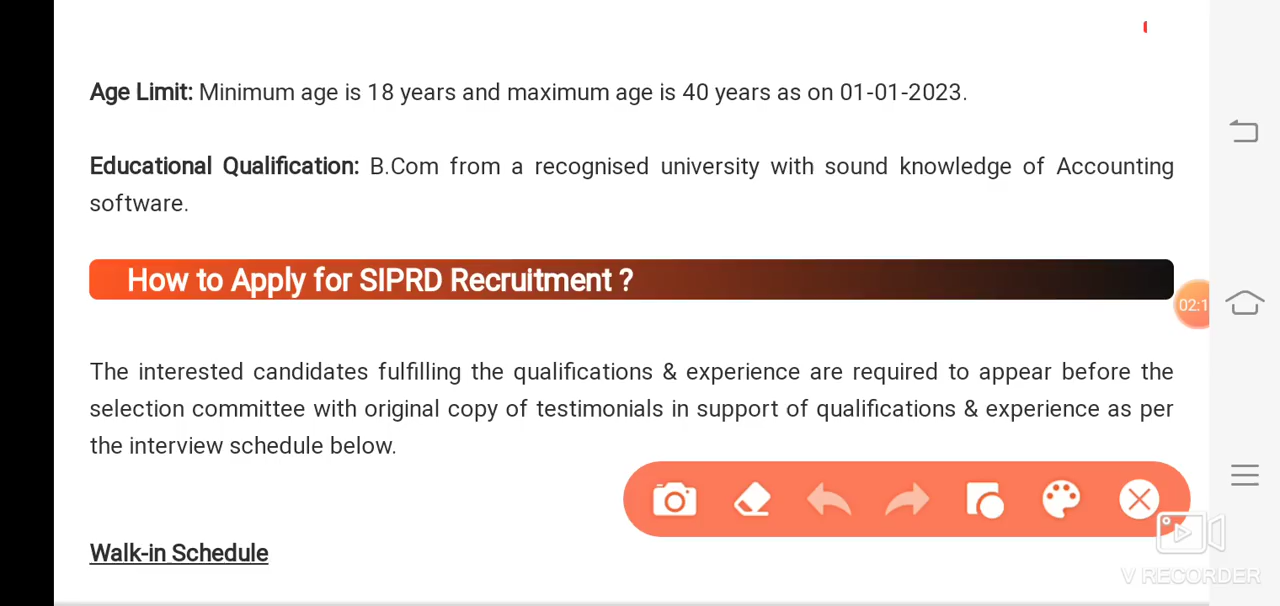 Age Limit: Minimum age is 18 years and maximum age is 40 years as on 01-01-2023.
Educational Qualification: B.Com from a recognised university with sound knowledge of Accounting
software.
How to Apply for SIPRD Recruitment ?
02:1
The interested candidates fulfilling the qualifications & experience are required to appear before the
selection committee with original copy of testimonials in support of qualifications & experience as per
the interview schedule below.
Walk-in Schedule
V RECORDER